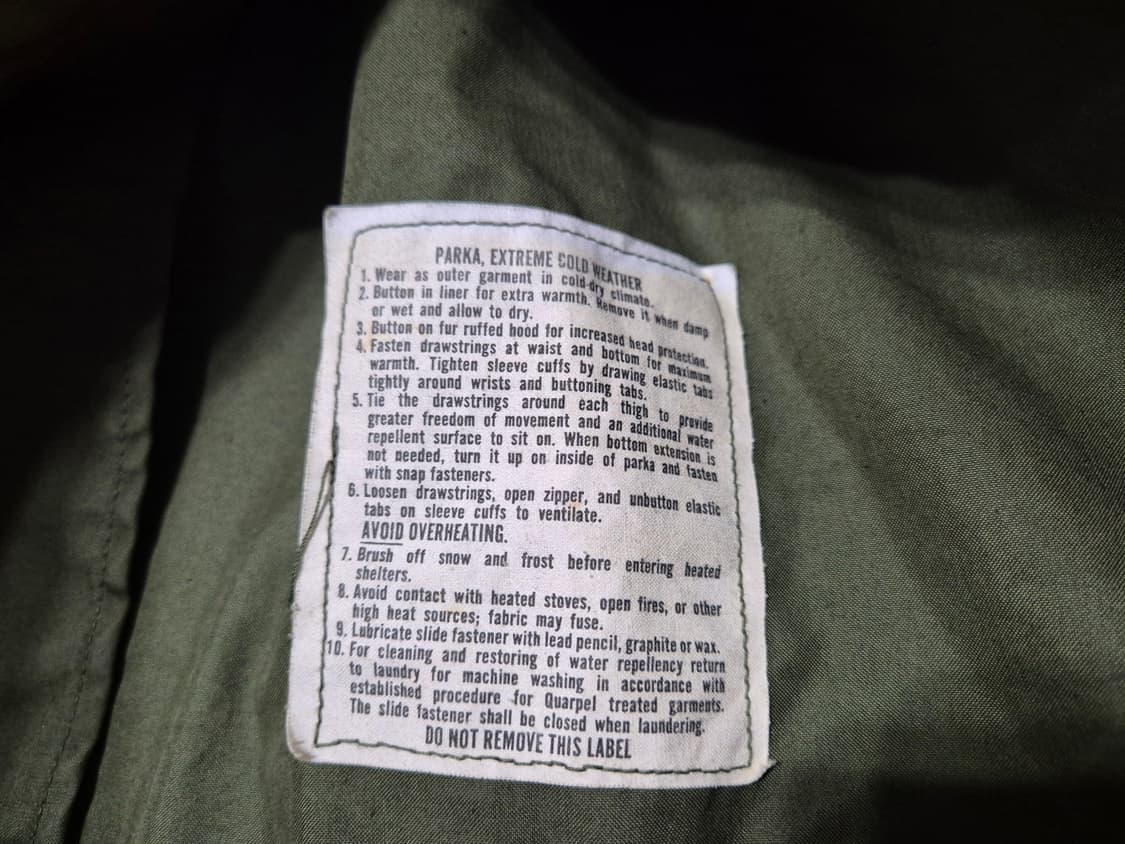 PARKA, EXTREME COLD WEATHER
1. Wear as outer garment in cold-dry climate.
2. Button in liner for extra warmth. Remove it when damp
or wet and allow to dry.
3. Button on fur ruffed hood for increased head protection.
4. Fasten drawstrings at waist and bottom for maximum
warmth. Tighten sleeve cuffs by drawing elastic tabs
tightly around wrists and buttoning tabs.
5. Tie the drawstrings around each thigh to provide
greater freedom of movement and an additional water
repellent surface to sit on. When bottom extension is
not needed, turn it up on inside of parka and fasten
with snap fasteners.
6. Loosen drawstrings, open zipper, and unbutton elastic
tabs on sleeve cuffs to ventilate.
AVOID OVERHEATING.
7. Brush off snow and frost before entering heated
shelters.
8. Avoid contact with heated stoves, open fires, or other
high heat sources; fabric may fuse.
9. Lubricate slide fastener with lead pencil, graphite or wax.
10. For cleaning and restoring of water repellency return
to laundry for machine washing in accordance with
established procedure for Quarpel treated garments.
The slide fastener shall be closed when laundering.
DO NOT REMOVE THIS LABEL